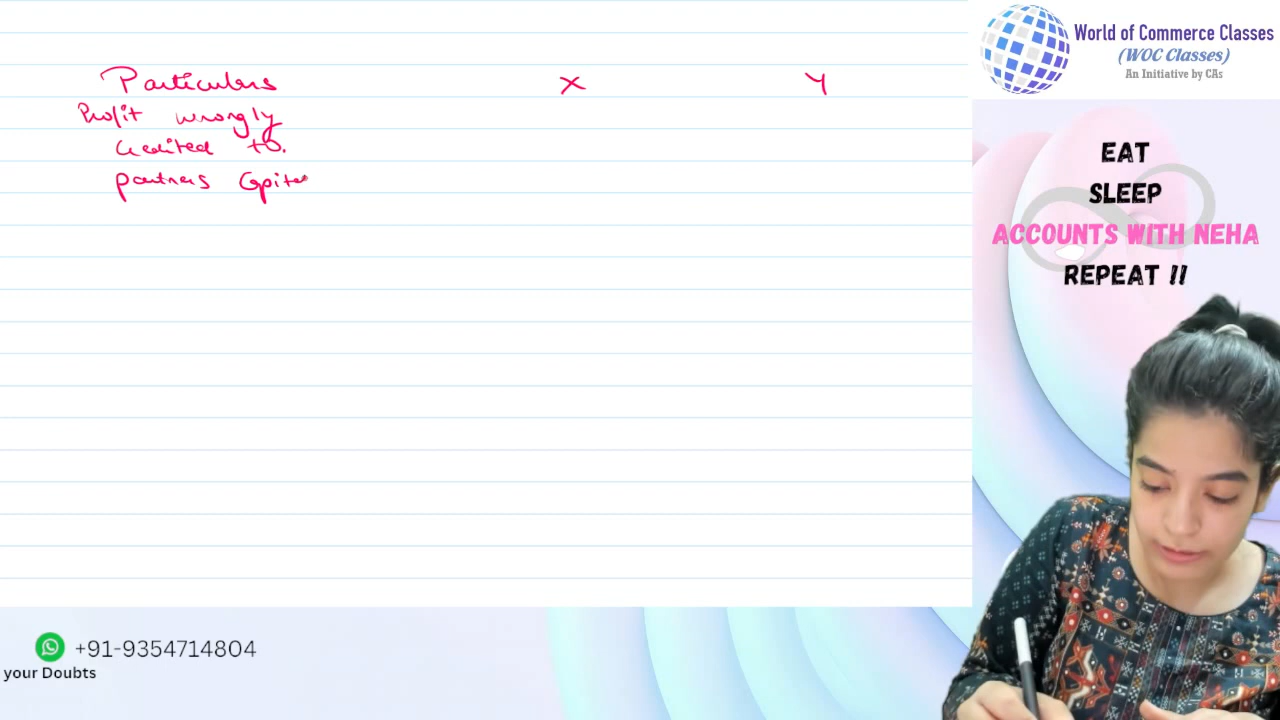 Particulars X Y
Profit wrongly
credited to.
partners Capita
World of Commerce Classes
(WOC Classes)
An Initiative by CAs
EAT
SLEEP
ACCOUNTS WITH NEHA
REPEAT !!
+91-9354714804
your Doubts